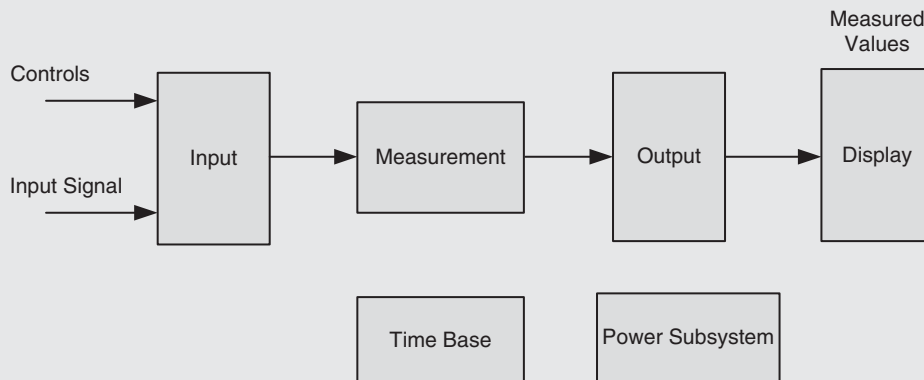 Measured
Values
Controls
Input Signal
Input
Measurement
Output
Display
Time Base
Power Subsystem